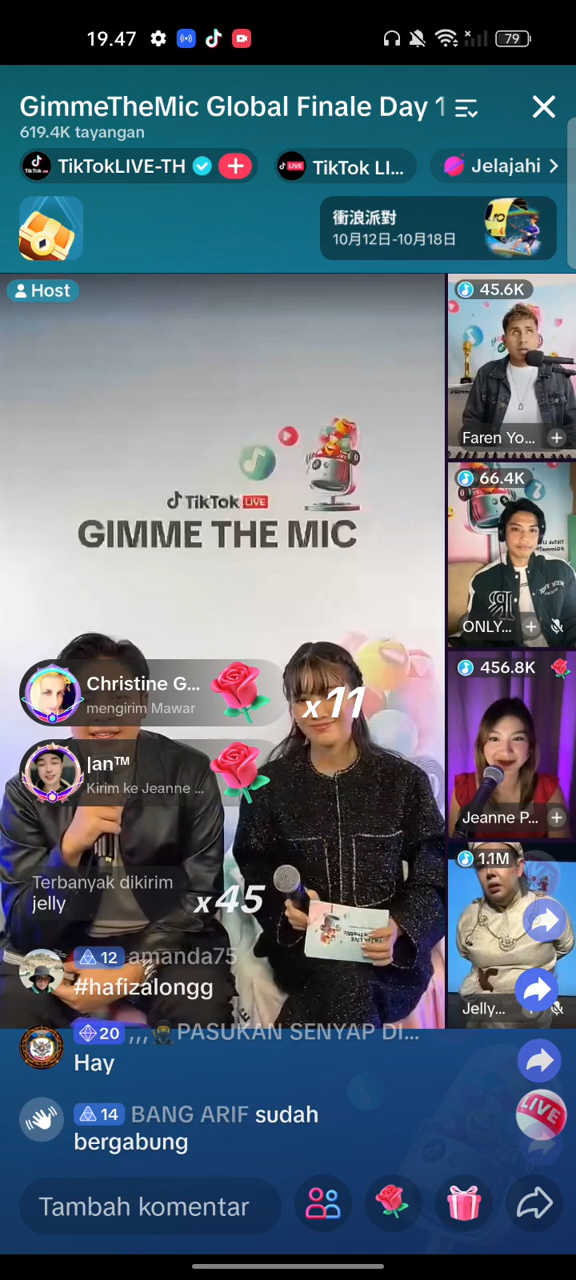 19.47
79
GimmeTheMic Global Finale Day 1
619.4K tayangan
TikTokLIVE-TH
TikTok LI...
Jelajahi
衝浪派對
10月12日-10月18日
Host
45.6K
Faren Yo...
66.4K
ONLY...
456.8K
Jeanne P...
1.1M
Jelly...
TikTok LIVE
GIMME THE MIC
Christine G...
mengirim Mawar
x11
|an™
Kirim ke Jeanne ...
Terbanyak dikirim
jelly
x45
12 amanda75
#hafizalongg
20 ,,, PASUKAN SENYAP DI...
Hay
14 BANG ARIF sudah
bergabung
LIVE
Tambah komentar